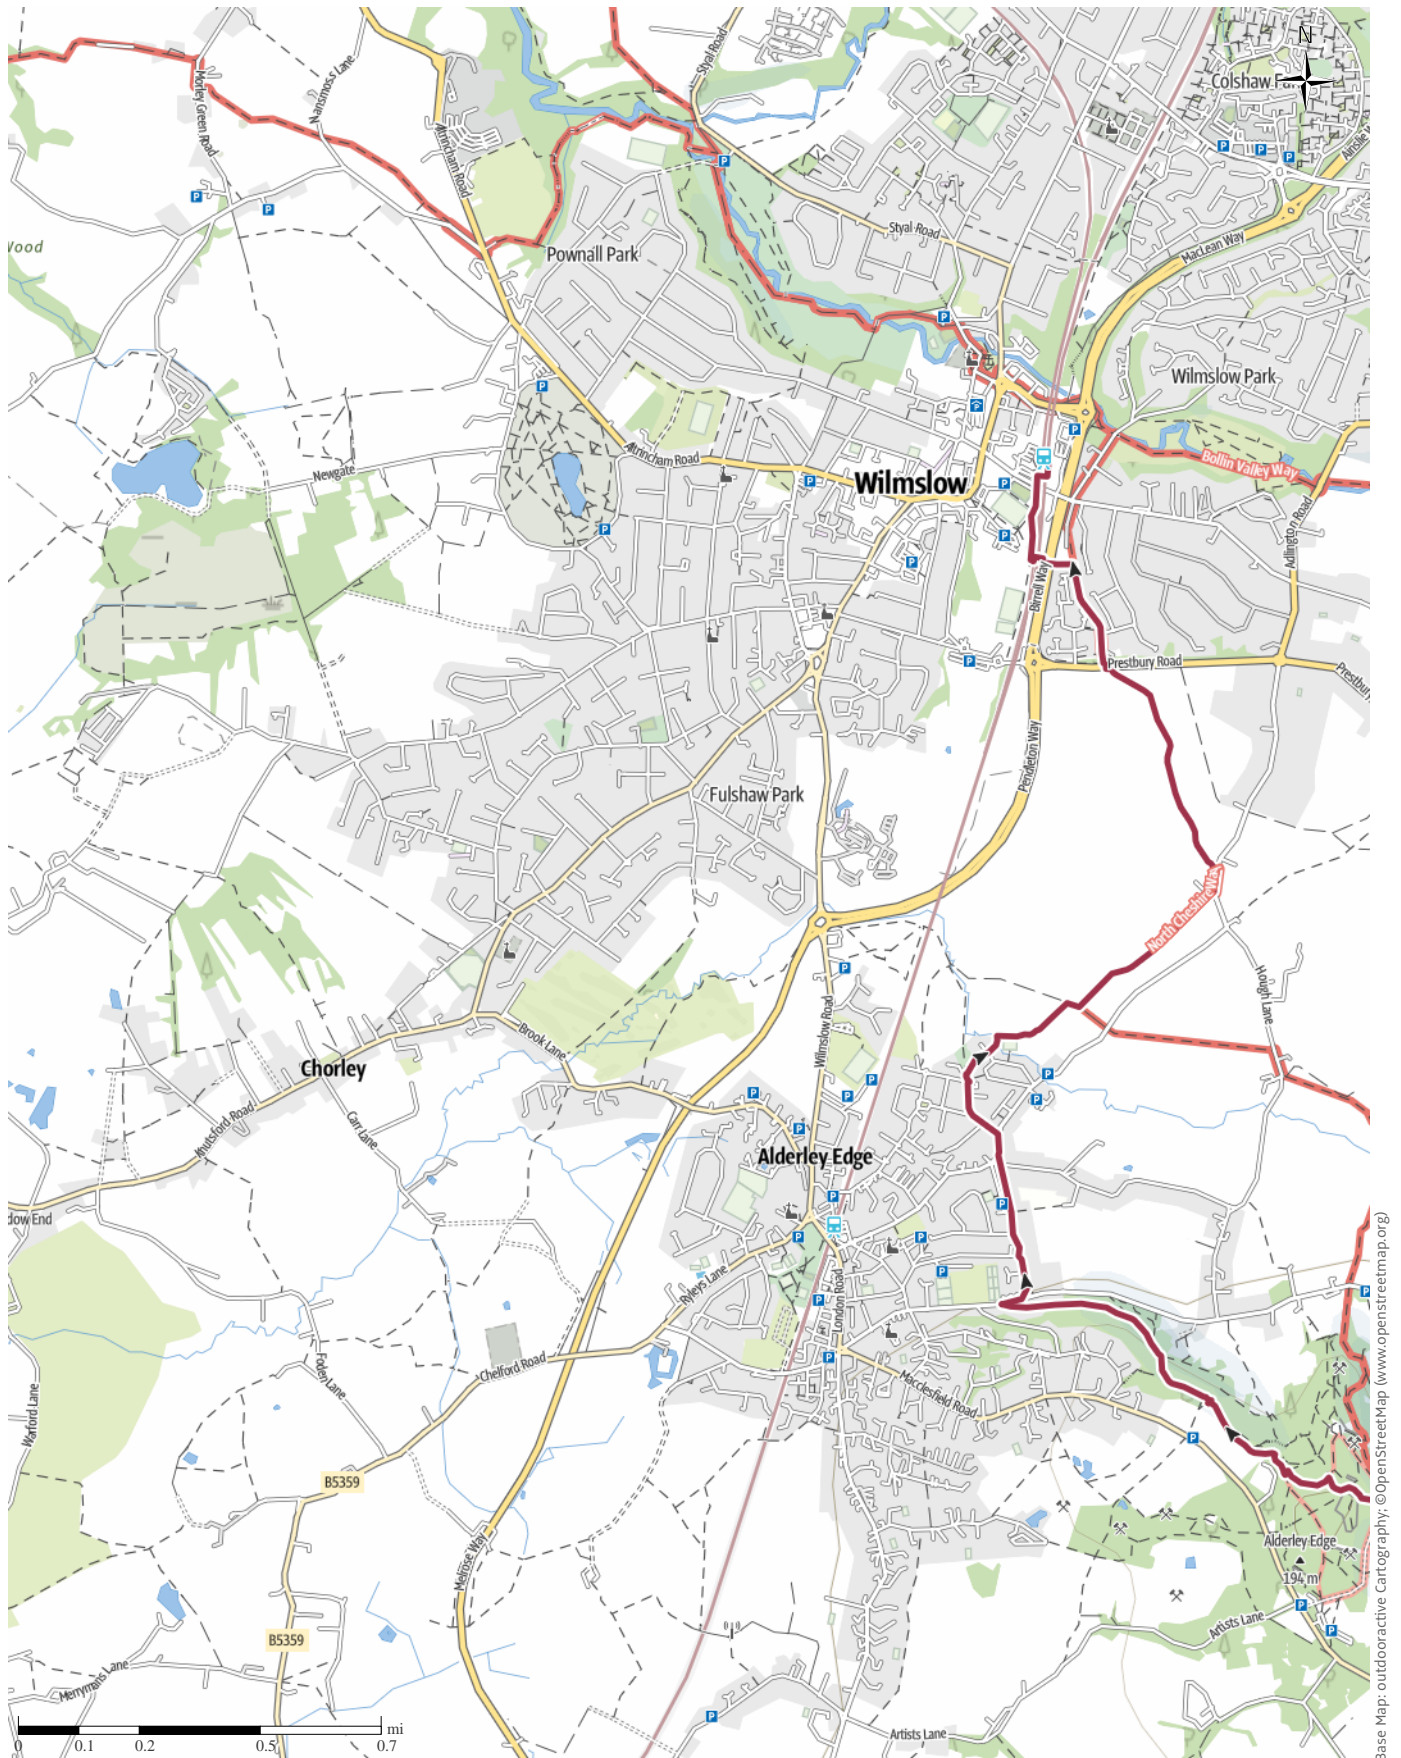 N
Styal Road
Colshaw
Morley Green Road
Nansmoss Lane
Altrincham Road
Ainslie
Wood
Styal Road
Pownall Park
MacLean Way
Wilmslow Park
Altrincham Road
Newgate
Wilmslow
Bollin Valley Way
Adlington Road
Birrell Way
Prestbury Road
Prestbury
Pendleton Way
Fulshaw Park
North Cheshire Way
Hough Lane
Wilmslow Road
Brook Lane
Chorley
Knutsford Road
Carr Lane
Alderley Edge
dow End
Ryleys Lane
London Road
Chelford Road
Foden Lane
Warford Lane
Macclesfield Road
B5359
Alderley Edge
194 m
Melrose Way
Artists Lane
B5359
Merrymans Lane
Artists Lane
mi
0 0.1 0.2 0.5 0.7
Base Map: outdooractive Cartography; ©OpenStreetMap (www.openstreetmap.org)